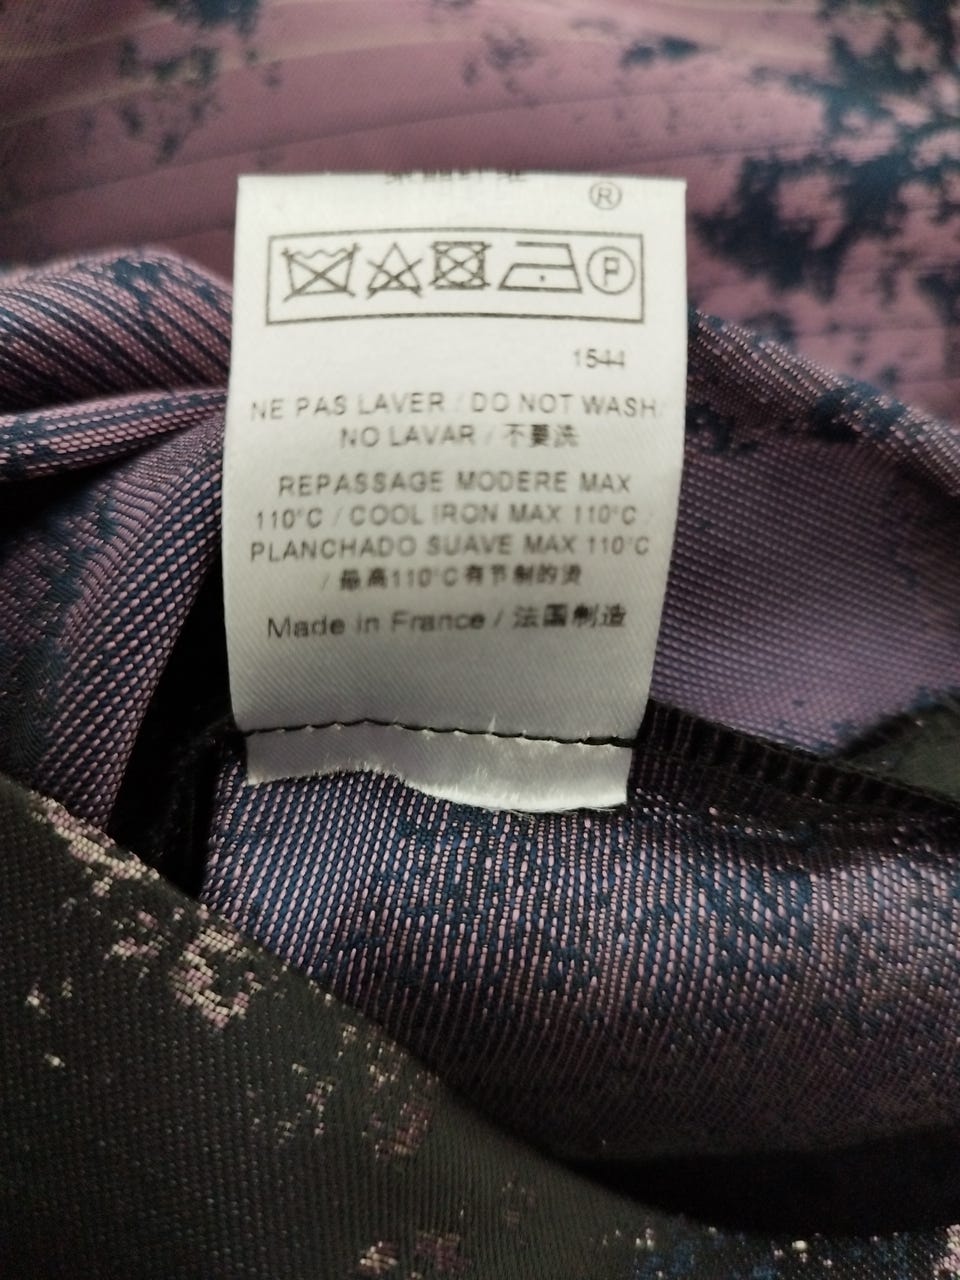 ®
P
1544
NE PAS LAVER / DO NOT WASH
NO LAVAR / 不要洗
REPASSAGE MODERE MAX
110°C / COOL IRON MAX 110°C
PLANCHADO SUAVE MAX 110°C
/ 最高110°C有节制的烫
Made in France / 法国制造